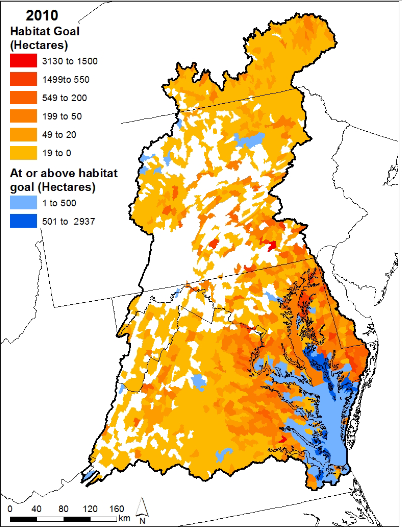 2010
Habitat Goal
(Hectares)
3130 to 1500
1499to 550
549 to 200
199 to 50
49 to 20
19 to 0
At or above habitat
goal (Hectares)
1 to 500
501 to 2937
0 40 80 120 160
km
N